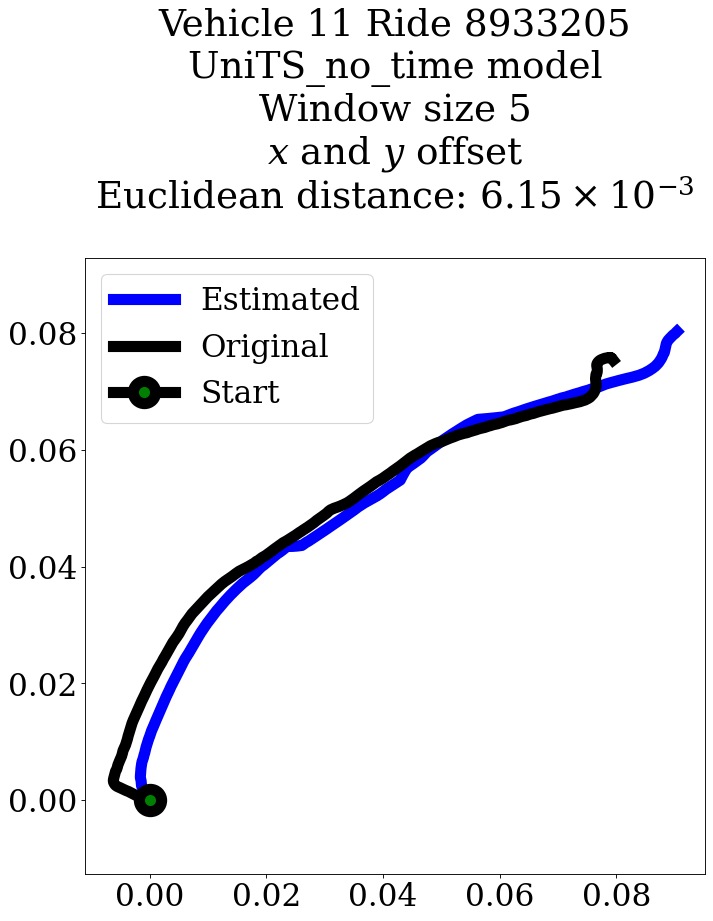 Vehicle 11 Ride 8933205
UniTS_no_time model
Window size 5
x and y offset
Euclidean distance: 6.15 × 10⁻³
Estimated
Original
Start
0.08
0.06
0.04
0.02
0.00
0.00 0.02 0.04 0.06 0.08